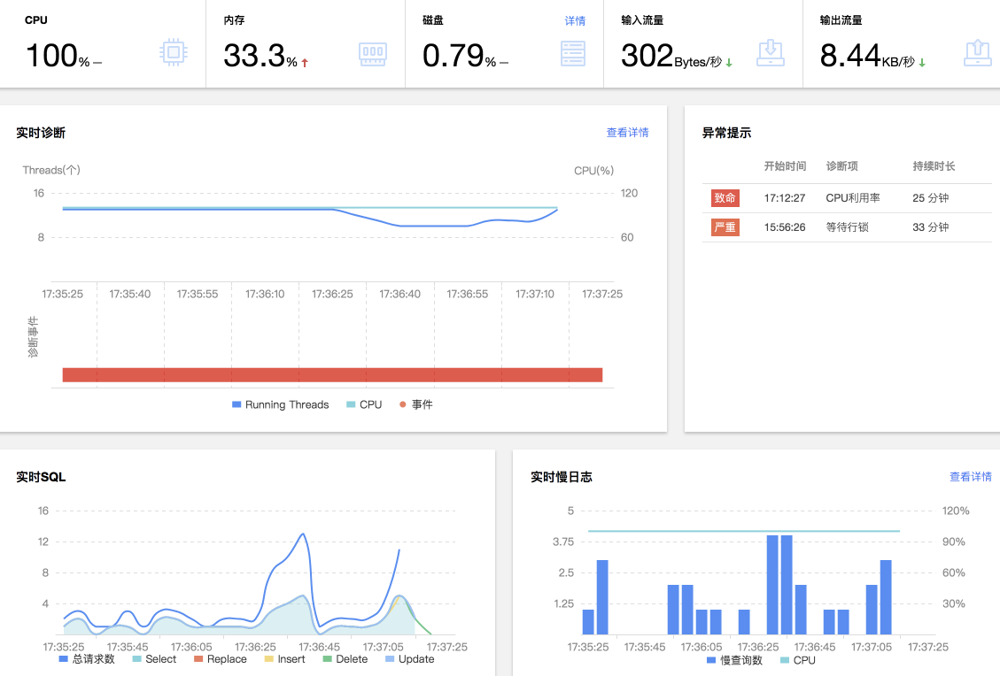 CPU 内存 磁盘 详情 输入流量 输出流量
100% – 33.3% ↑ 0.79% – 302Bytes/秒 ↓ 8.44KB/秒 ↓
实时诊断 查看详情
Threads(个) CPU(%)
16 120
8 60
17:35:25 17:35:40 17:35:55 17:36:10 17:36:25 17:36:40 17:36:55 17:37:10 17:37:25
诊断事件
Running Threads CPU 事件
异常提示
开始时间 诊断项 持续时长
致命 17:12:27 CPU利用率 25 分钟
严重 15:56:26 等待行锁 33 分钟
实时SQL
16
12
8
4
17:35:25 17:35:45 17:36:05 17:36:25 17:36:45 17:37:05 17:37:25
总请求数 Select Replace Insert Delete Update
实时慢日志 查看详情
5 120%
3.75 90%
2.5 60%
1.25 30%
17:35:25 17:35:45 17:36:05 17:36:25 17:36:45 17:37:05 17:37:25
慢查询数 CPU